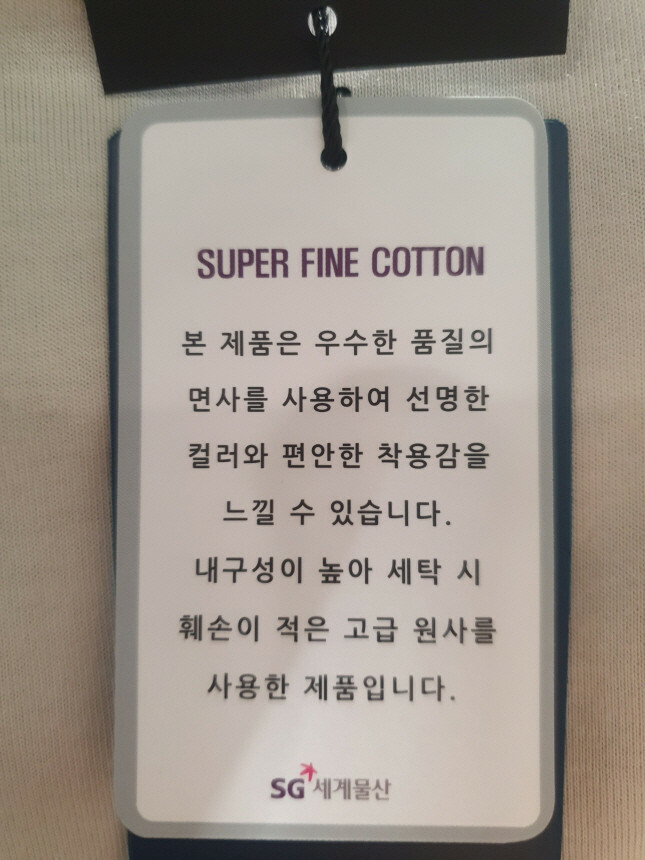 SUPER FINE COTTON
본 제품은 우수한 품질의
면사를 사용하여 선명한
컬러와 편안한 착용감을
느낄 수 있습니다.
내구성이 높아 세탁 시
훼손이 적은 고급 원사를
사용한 제품입니다.
SG 세계물산